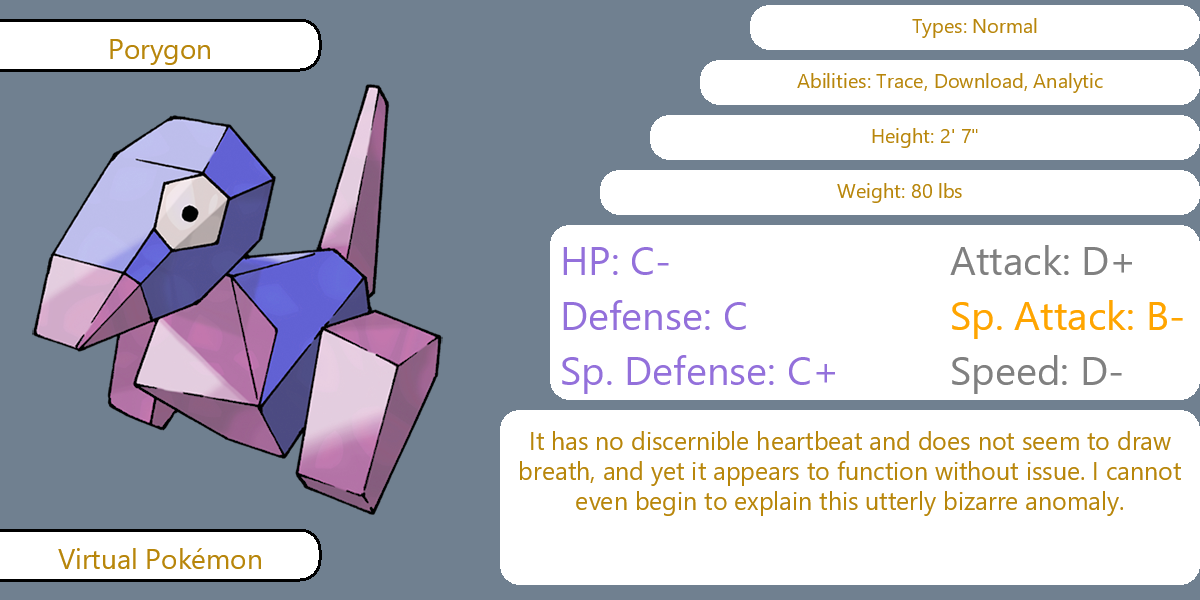 Porygon
Types: Normal
Abilities: Trace, Download, Analytic
Height: 2' 7"
Weight: 80 lbs
HP: C-
Attack: D+
Defense: C
Sp. Attack: B-
Sp. Defense: C+
Speed: D-
It has no discernible heartbeat and does not seem to draw
breath, and yet it appears to function without issue. I cannot
even begin to explain this utterly bizarre anomaly.
Virtual Pokémon